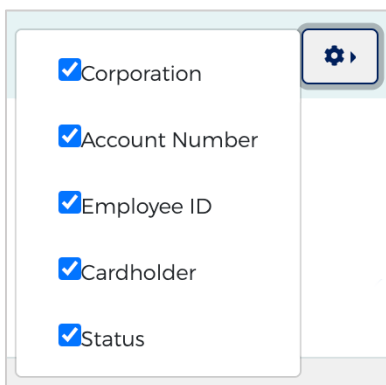 Corporation
Account Number
Employee ID
Cardholder
Status